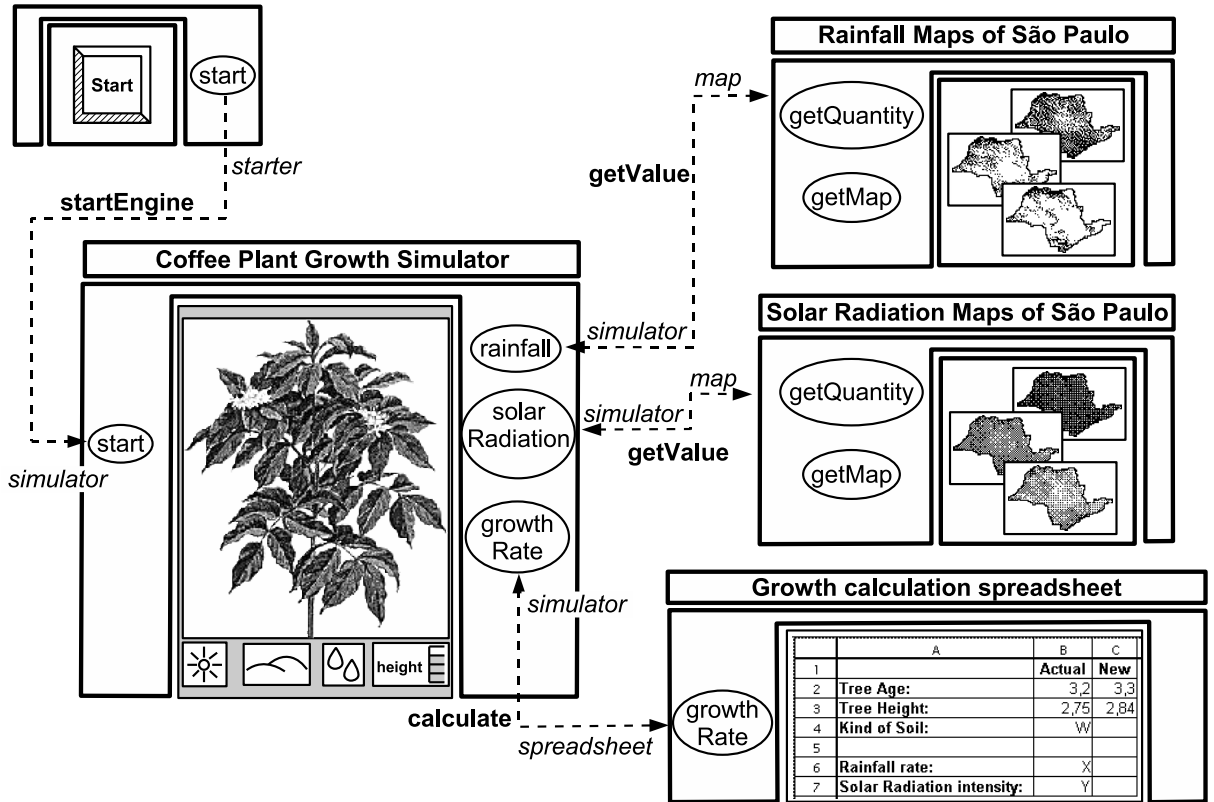 Start
start
starter
startEngine
Coffee Plant Growth Simulator
start
simulator
height
rainfall
solar
Radiation
growth
Rate
simulator
map
getValue
simulator
map
getValue
simulator
calculate
spreadsheet
Rainfall Maps of São Paulo
getQuantity
getMap
Solar Radiation Maps of São Paulo
getQuantity
getMap
Growth calculation spreadsheet
growth
Rate
A B C
1 Actual New
2 Tree Age: 3,2 3,3
3 Tree Height: 2,75 2,84
4 Kind of Soil: W
5
6 Rainfall rate: X
7 Solar Radiation intensity: Y